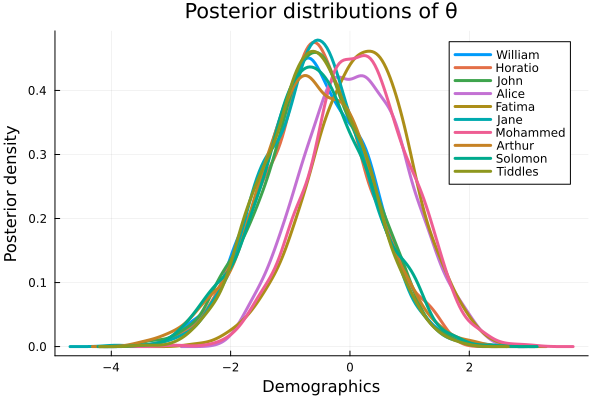 Posterior distributions of θ
Posterior density
0.4
0.3
0.2
0.1
0.0
−4
−2
0
2
Demographics
William
Horatio
John
Alice
Fatima
Jane
Mohammed
Arthur
Solomon
Tiddles